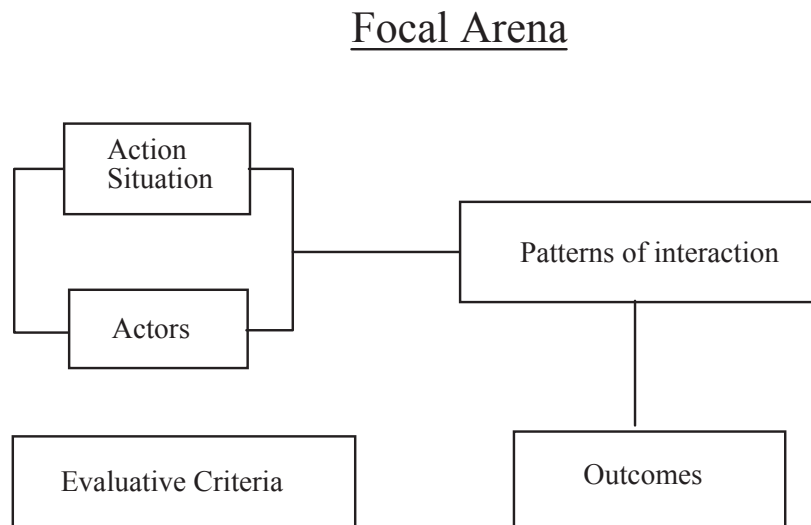 Focal Arena
Action
Situation
Patterns of interaction
Actors
Evaluative Criteria
Outcomes